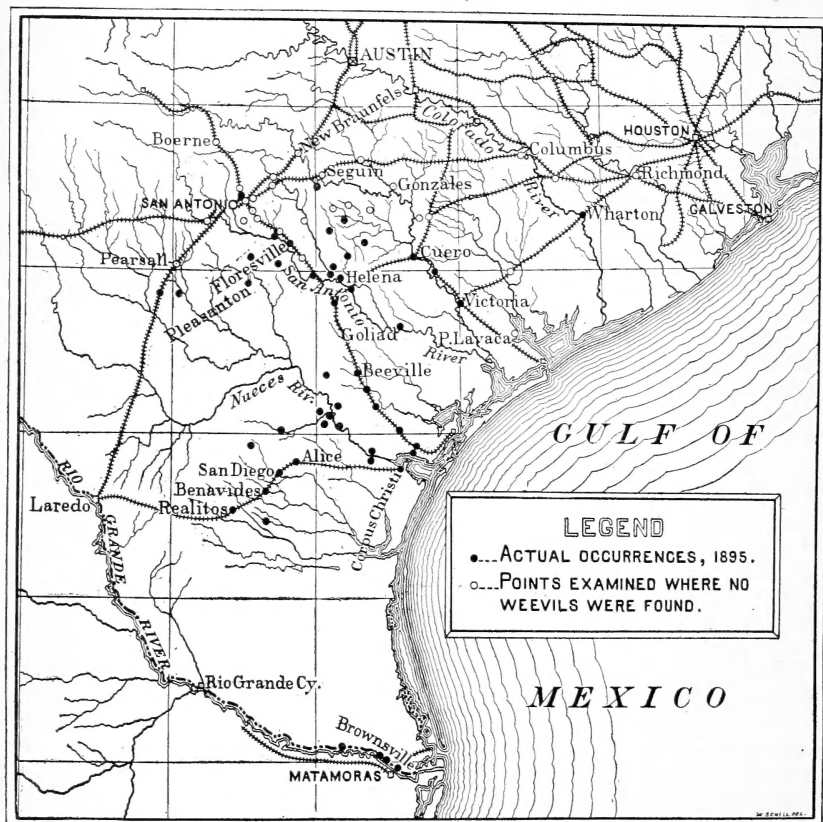 AUSTIN
New Braunfels
Colorado
River
Boerne
HOUSTON
Columbus
Seguin
Richmond
Gonzales
SAN ANTONIO
GALVESTON
Wharton
Pearsall
Floresville
Cuero
San Antonio
River
Helena
Pleasanton
Victoria
Goliad
P. Lavaca
Beeville
Nueces Riv.
GULF OF
MEXICO
Alice
San Diego
Benavides
Realitos
Corpus Christi
Laredo
RIO GRANDE RIVER
LEGEND
●...ACTUAL OCCURRENCES, 1895.
○...POINTS EXAMINED WHERE NO
WEEVILS WERE FOUND.
Rio Grande Cy.
Brownsville
MATAMORAS
W SCHOLL DEL.